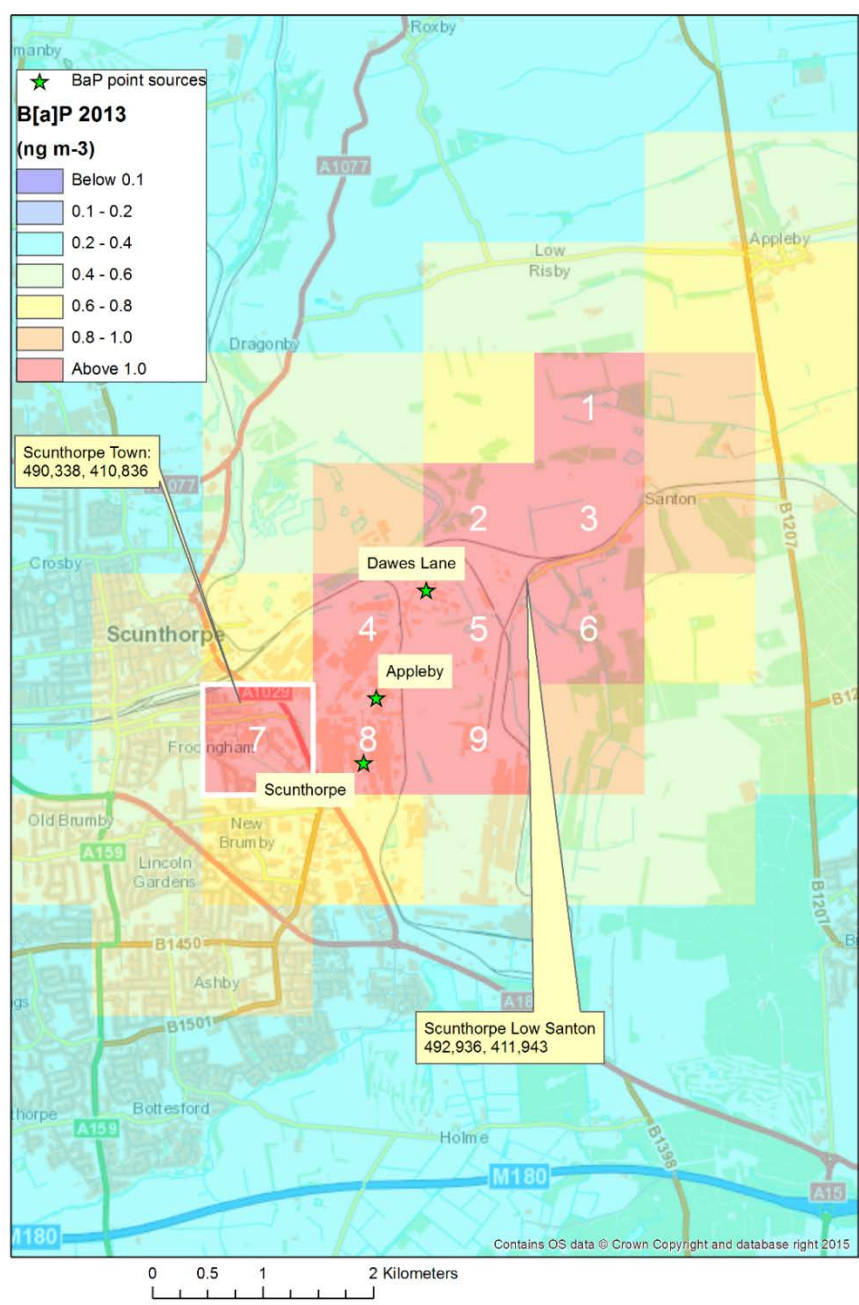 Roxby
manby
BaP point sources
B[a]P 2013
(ng m-3)
Below 0.1
0.1 - 0.2
0.2 - 0.4
0.4 - 0.6
0.6 - 0.8
0.8 - 1.0
Above 1.0
A1077
Appleby
Low
Risby
Dragonby
1
Scunthorpe Town:
490,338, 410,836
077
2
3
Santon
B1207
Crosby
Dawes Lane
Scunthorpe
4
5
6
Appleby
A1029
B12
Frodingham
7
8
9
Scunthorpe
Old Brumby
New
Brumby
A159
Lincoln
Gardens
B1207
B1450
B
Ashby
gs
A18
B1501
Scunthorpe Low Santon
492,936, 411,943
thorpe
Bottesford
A159
Holme
B1398
M180
A15
M180
Contains OS data © Crown Copyright and database right 2015
0 0.5 1 2 Kilometers